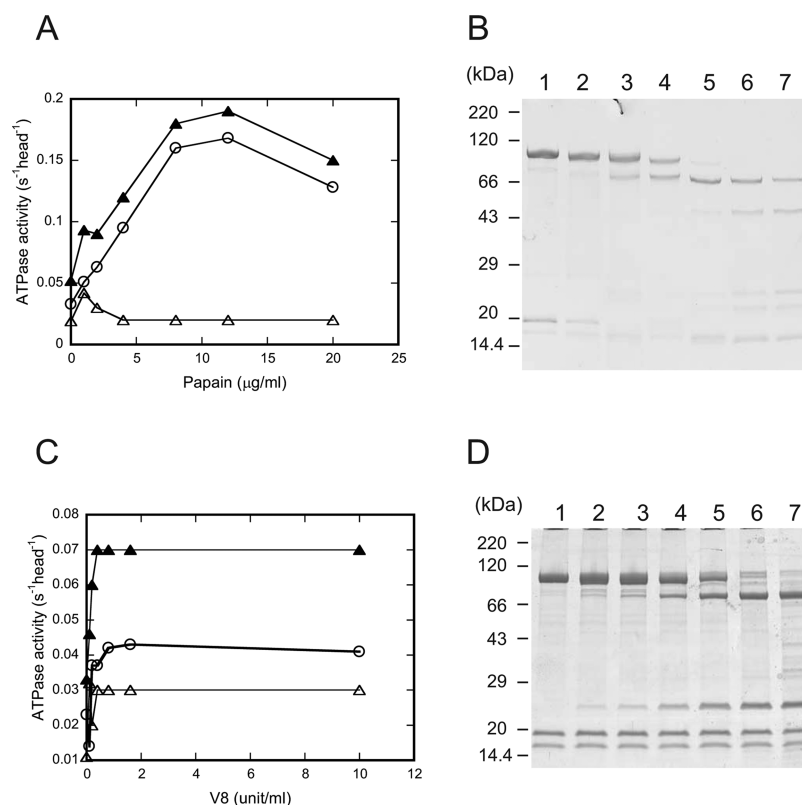 A
ATPase activity (s⁻¹head⁻¹)
0.2
0.15
0.1
0.05
0
0 5 10 15 20 25
Papain (μg/ml)
B
(kDa) 1 2 3 4 5 6 7
220
120
66
43
29
20
14.4
C
ATPase activity (s⁻¹head⁻¹)
0.08
0.07
0.06
0.05
0.04
0.03
0.02
0.01
0 2 4 6 8 10 12
V8 (unit/ml)
D
(kDa) 1 2 3 4 5 6 7
220
120
66
43
29
20
14.4